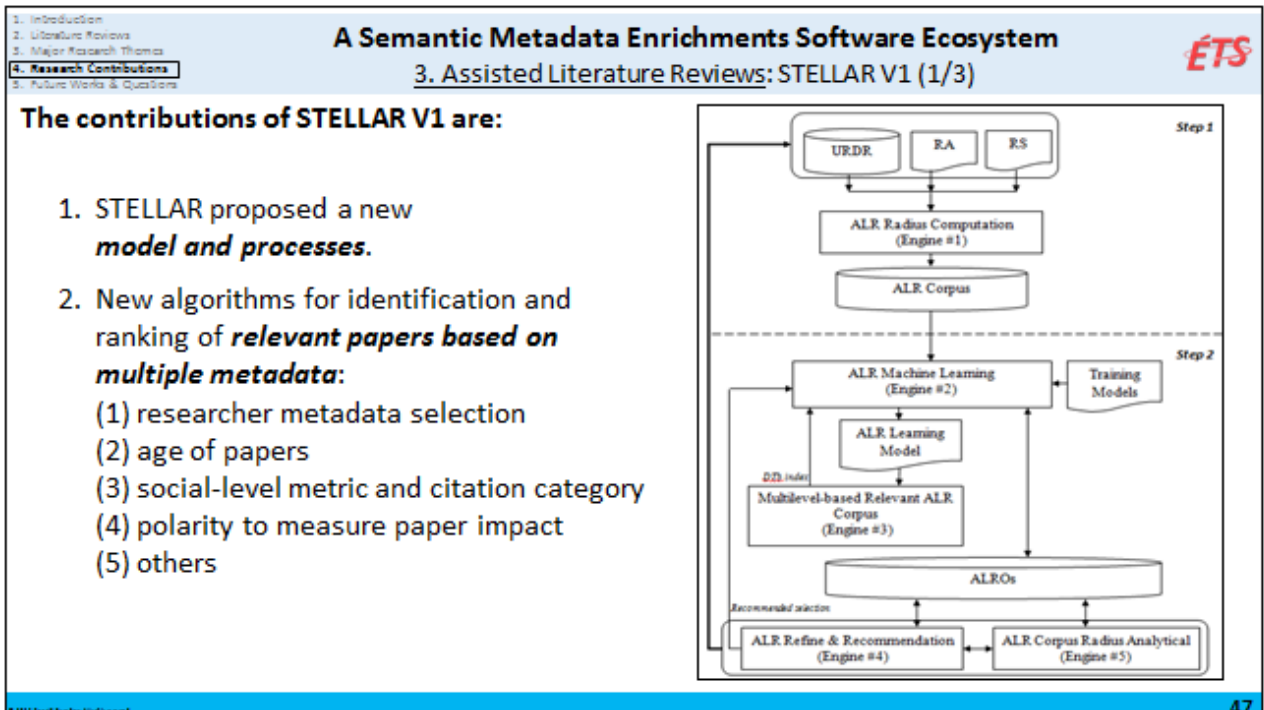 1. Introduction
2. Literature Reviews
3. Major Research Themes
4. Research Contributions
5. Future Works & Questions
A Semantic Metadata Enrichments Software Ecosystem
3. Assisted Literature Reviews: STELLAR V1 (1/3)
ÉTS
The contributions of STELLAR V1 are:
1. STELLAR proposed a new
model and processes.
2. New algorithms for identification and
ranking of relevant papers based on
multiple metadata:
(1) researcher metadata selection
(2) age of papers
(3) social-level metric and citation category
(4) polarity to measure paper impact
(5) others
Step 1
URDR
RA
RS
ALR Radius Computation
(Engine #1)
ALR Corpus
Step 2
ALR Machine Learning
(Engine #2)
Training
Models
ALR Learning
Model
DTb index
Multilevel-based Relevant ALR
Corpus
(Engine #3)
ALROs
Recommended selection
ALR Refine & Recommendation
(Engine #4)
ALR Corpus Radius Analytical
(Engine #5)
47